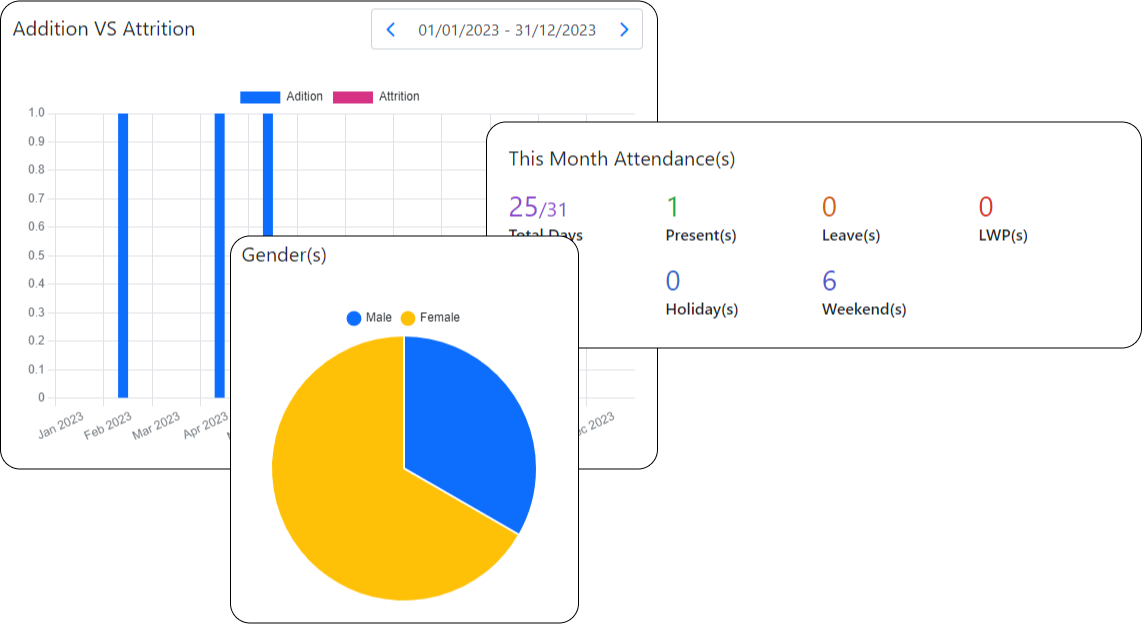 Addition VS Attrition
01/01/2023 - 31/12/2023
Adition Attrition
1.0
0.9
0.8
0.7
0.6
0.5
0.4
0.3
0.2
0.1
0
Jan 2023 Feb 2023 Mar 2023 Apr 2023
2023
This Month Attendance(s)
25/31 1 0 0
Total Days Present(s) Leave(s) LWP(s)
0 6
Holiday(s) Weekend(s)
Gender(s)
Male Female